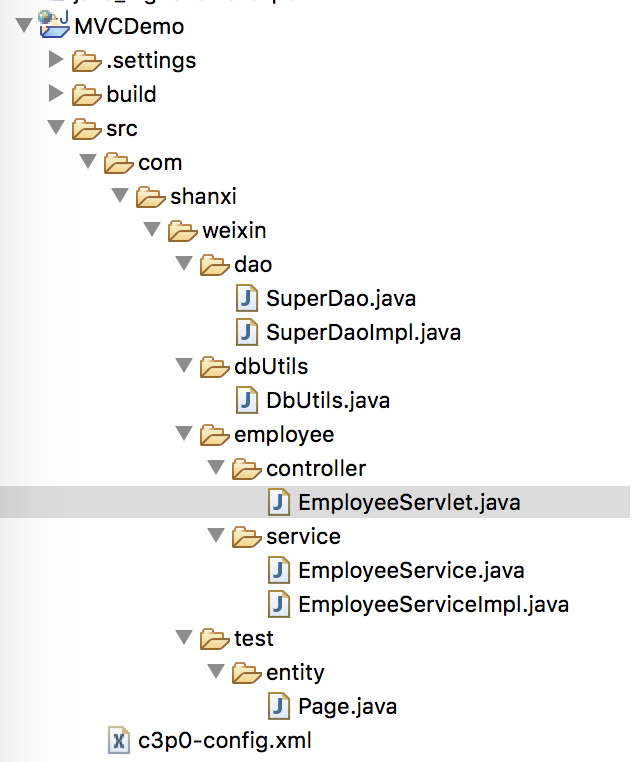 MVCDemo
.settings
build
src
com
shanxi
weixin
dao
SuperDao.java
SuperDaoImpl.java
dbUtils
DbUtils.java
employee
controller
EmployeeServlet.java
service
EmployeeService.java
EmployeeServiceImpl.java
test
entity
Page.java
c3p0-config.xml